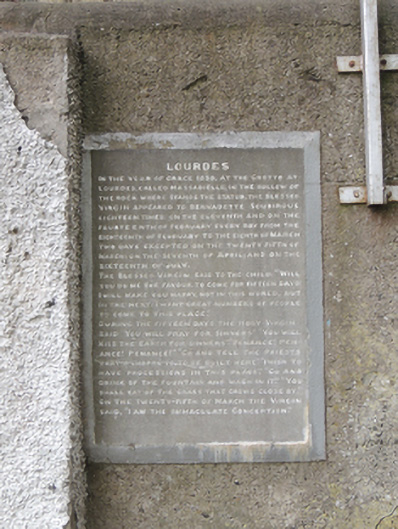 LOURDES
IN THE YEAR OF GRACE 1858, AT THE GROTTO AT
LOURDES, CALLED MASSABIELLE, IN THE HOLLOW OF
THE ROCK WHERE STANDS THE STATUE, THE BLESSED
VIRGIN APPEARED TO BERNADETTE SOUBIROUS
EIGHTEEN TIMES ON THE ELEVENTH AND ON THE
FOURTEENTH OF FEBRUARY EVERY DAY FROM THE
EIGHTEENTH OF FEBRUARY TO THE EIGHTH OF MARCH
TWO DAYS EXCEPTED ON THE TWENTY FIFTH OF
MARCH: ON THE SEVENTH OF APRIL: AND ON THE
SIXTEENTH OF JULY.
THE BLESSED VIRGIN SAID TO THE CHILD: "WILL
YOU DO ME THE FAVOUR TO COME FOR FIFTEEN DAYS
I WILL MAKE YOU HAPPY, NOT IN THIS WORLD, BUT
IN THE NEXT I WANT GREAT NUMBERS OF PEOPLE
TO COME TO THIS PLACE."
DURING THE FIFTEEN DAYS THE HOLY VIRGIN
SAID "YOU WILL PRAY FOR SINNERS" "YOU WILL
KISS THE EARTH FOR SINNERS" "PENANCE! PEN-
ANCE! PENANCE!" "GO AND TELL THE PRIESTS
BUILT HERE I WISH TO
HAVE PROCESSIONS IN THIS PLACE." "GO AND
DRINK OF THE FOUNTAIN AND WASH IN IT." "YOU
SHALL EAT OF THE GRASS THAT GROWS CLOSE BY."
ON THE TWENTY-FIFTH OF MARCH THE VIRGIN
SAID, "I AM THE IMMACULATE CONCEPTION."